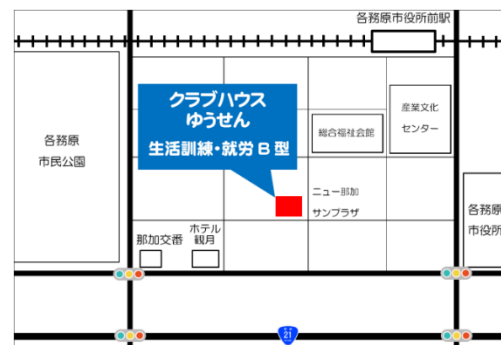 各務原市役所前駅
クラブハウス
ゆうせん
生活訓練・就労B型
産業文化
センター
総合福祉会館
各務原
市民公園
ニュー那加
サンプラザ
各務原
市役所
ホテル
観月
那加交番
21